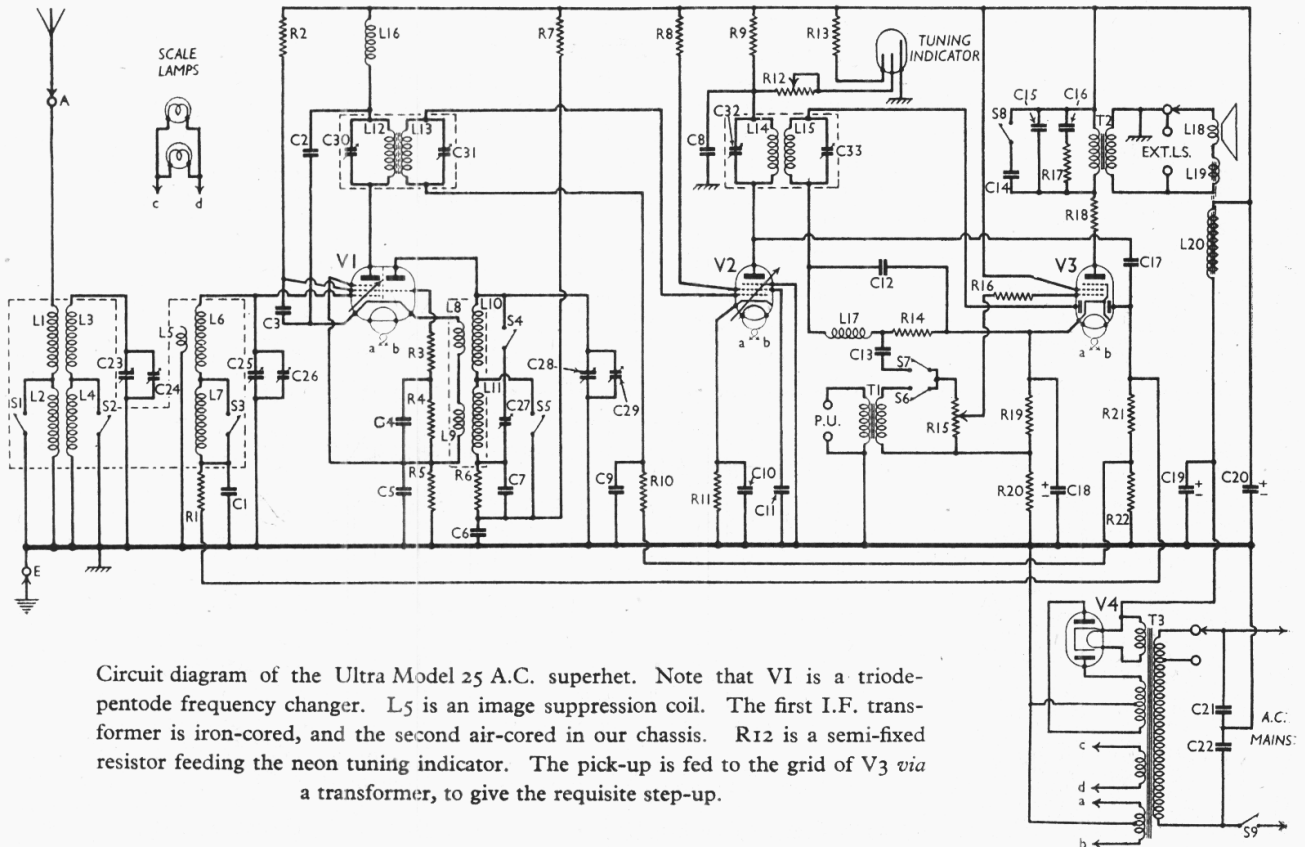 R2
L16
R7
R8
R9
R13
TUNING
INDICATOR
SCALE
LAMPS
A
R12
C15
C16
S8
T2
L18
C2
C30
L12
L13
C31
C8
C32
L14
L15
C33
EXT.LS.
R17
L19
C14
c
d
R18
L20
V1
V2
V3
C17
C12
R16
L1
L3
L5
L6
C3
L8
L10
S4
a b
a b
a b
L17
R14
C23
C24
C25
C26
R3
C28
C13
S7
L2
L4
L7
R4
L11
C29
T1
S6
S1
S2
S3
C4
C27
S5
P.U.
R15
R19
R21
L9
R5
R6
C7
C9
R10
R11
C10
C11
R20
C18
C19
C20
R1
C1
C5
C6
R22
+
−
+
−
+
−
E
V4
T3
Circuit diagram of the Ultra Model 25 A.C. superhet. Note that V1 is a triode-
pentode frequency changer. L5 is an image suppression coil. The first I.F. trans-
former is iron-cored, and the second air-cored in our chassis. R12 is a semi-fixed
resistor feeding the neon tuning indicator. The pick-up is fed to the grid of V3 via
a transformer, to give the requisite step-up.
C21
A.C.
MAINS
C22
c
d
a
b
S9